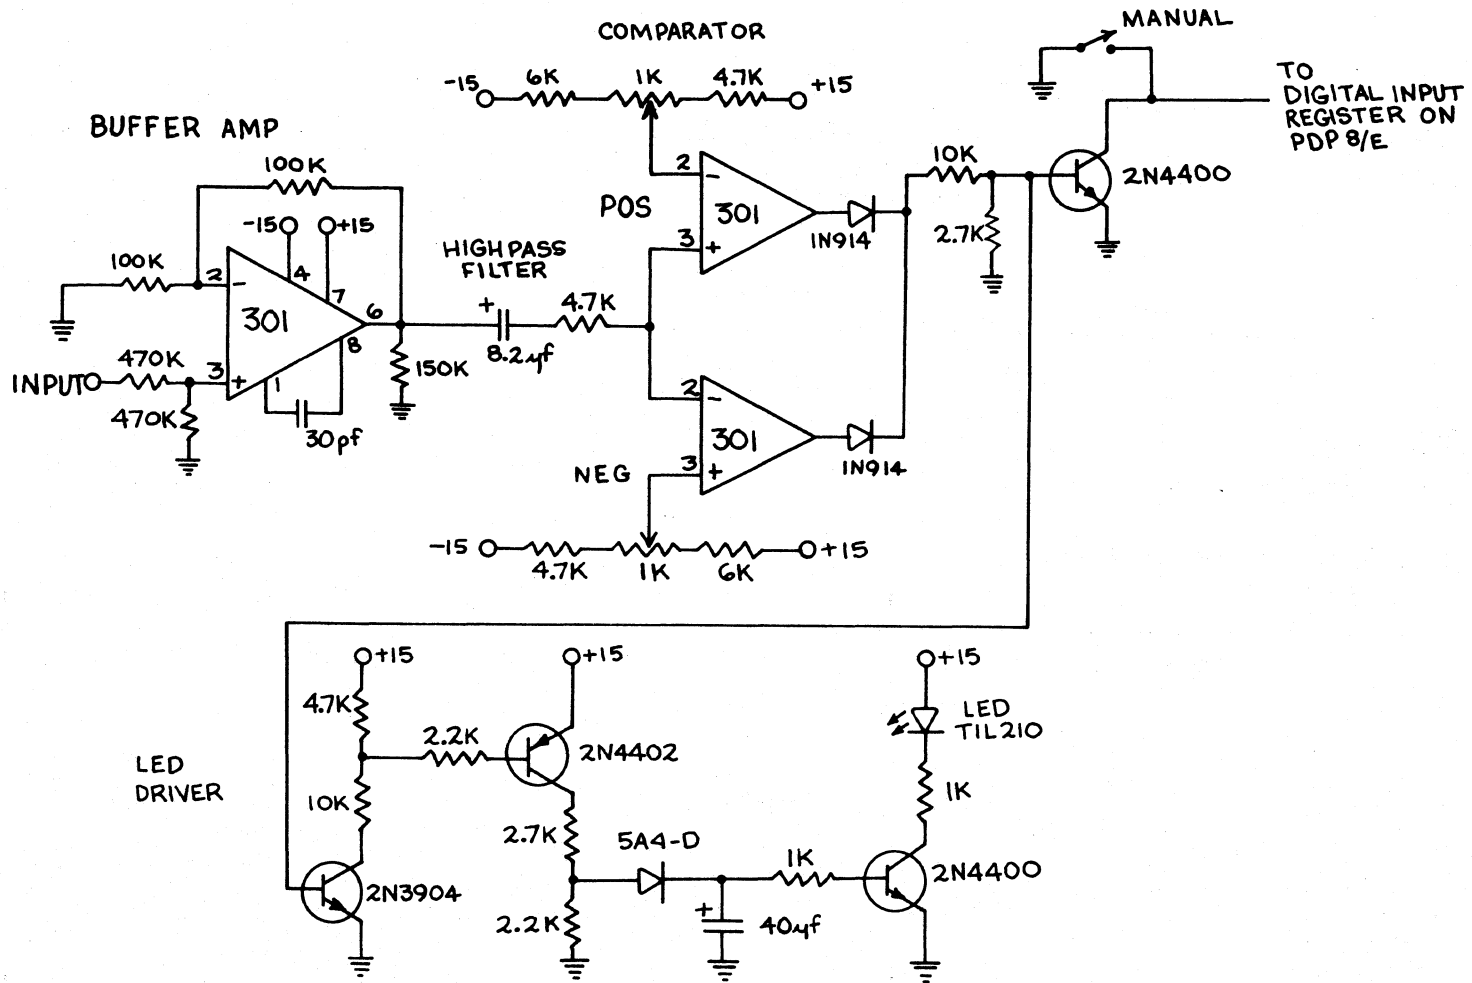 COMPARATOR
MANUAL
-15 6K 1K 4.7K +15
TO
DIGITAL INPUT
REGISTER ON
PDP 8/E
BUFFER AMP
100K
2 -
301
3 +
POS
1N914
10K
2.7K
2N4400
-15 +15
4
7
100K
2 -
301
6
8
3 +
1
INPUT 470K
470K
30pf
150K
HIGHPASS
FILTER
+
8.2µf
4.7K
2 -
301
3 +
NEG
1N914
-15 4.7K 1K 6K +15
LED
DRIVER
+15
4.7K
10K
2N3904
2.2K
+15
2N4402
2.7K
2.2K
5A4-D
+
40µf
1K
+15
LED
TIL210
1K
2N4400